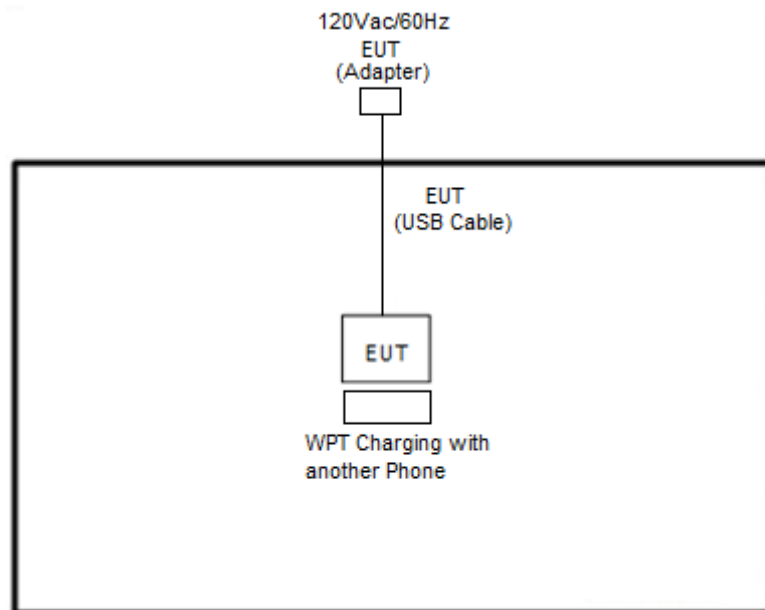 120Vac/60Hz
EUT
(Adapter)
EUT
(USB Cable)
EUT
WPT Charging with
another Phone